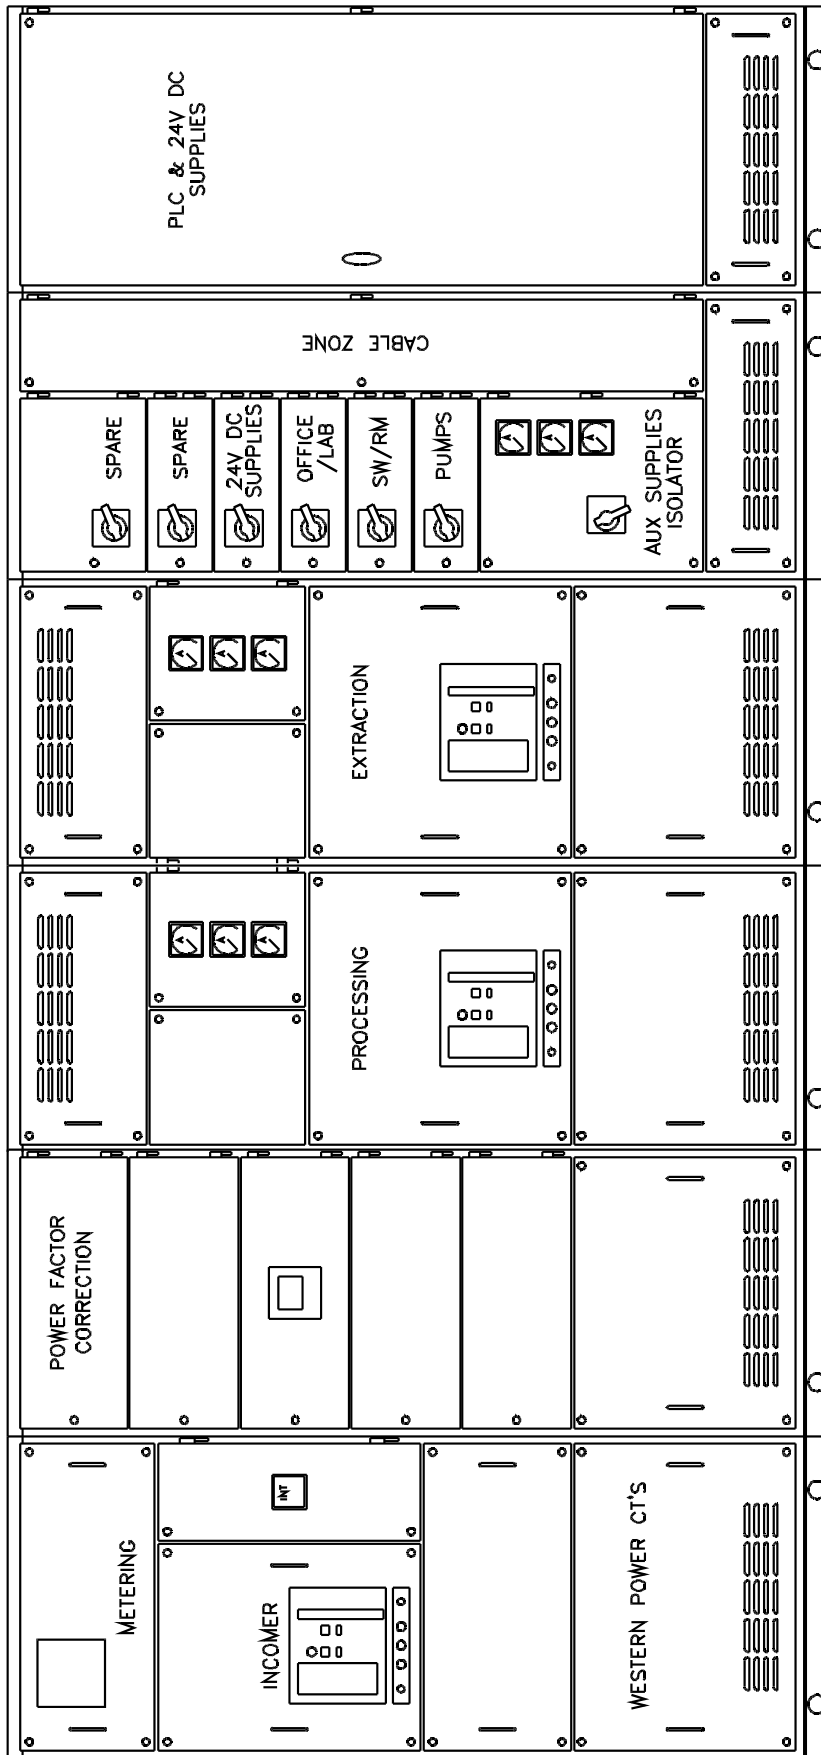 METERING
INT
INCOMER
WESTERN POWER CT'S
POWER FACTOR
CORRECTION
A
A
A
PROCESSING
A
A
A
EXTRACTION
SPARE
SPARE
24V DC
SUPPLIES
OFFICE
/LAB
SW/RM
PUMPS
A
A
A
AUX SUPPLIES
ISOLATOR
CABLE ZONE
PLC & 24V DC
SUPPLIES